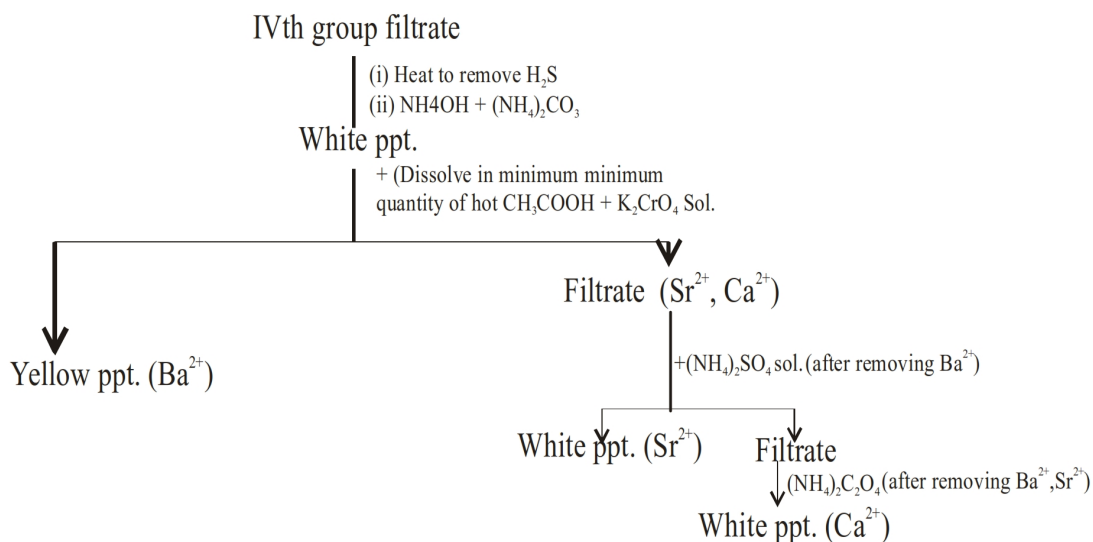 IVth group filtrate
(i) Heat to remove H₂S
(ii) NH4OH + (NH₄)₂CO₃
White ppt.
+ (Dissolve in minimum minimum
quantity of hot CH₃COOH + K₂CrO₄ Sol.
Filtrate (Sr²⁺, Ca²⁺)
Yellow ppt. (Ba²⁺)
+(NH₄)₂SO₄ sol. (after removing Ba²⁺)
White ppt. (Sr²⁺) Filtrate
(NH₄)₂C₂O₄ (after removing Ba²⁺,Sr²⁺)
White ppt. (Ca²⁺)